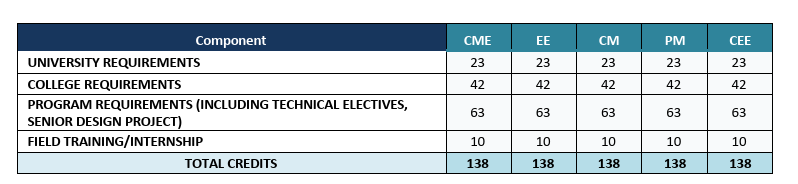 Component CME EE CM PM CEE
UNIVERSITY REQUIREMENTS 23 23 23 23 23
COLLEGE REQUIREMENTS 42 42 42 42 42
PROGRAM REQUIREMENTS (INCLUDING TECHNICAL ELECTIVES,
SENIOR DESIGN PROJECT) 63 63 63 63 63
FIELD TRAINING/INTERNSHIP 10 10 10 10 10
TOTAL CREDITS 138 138 138 138 138